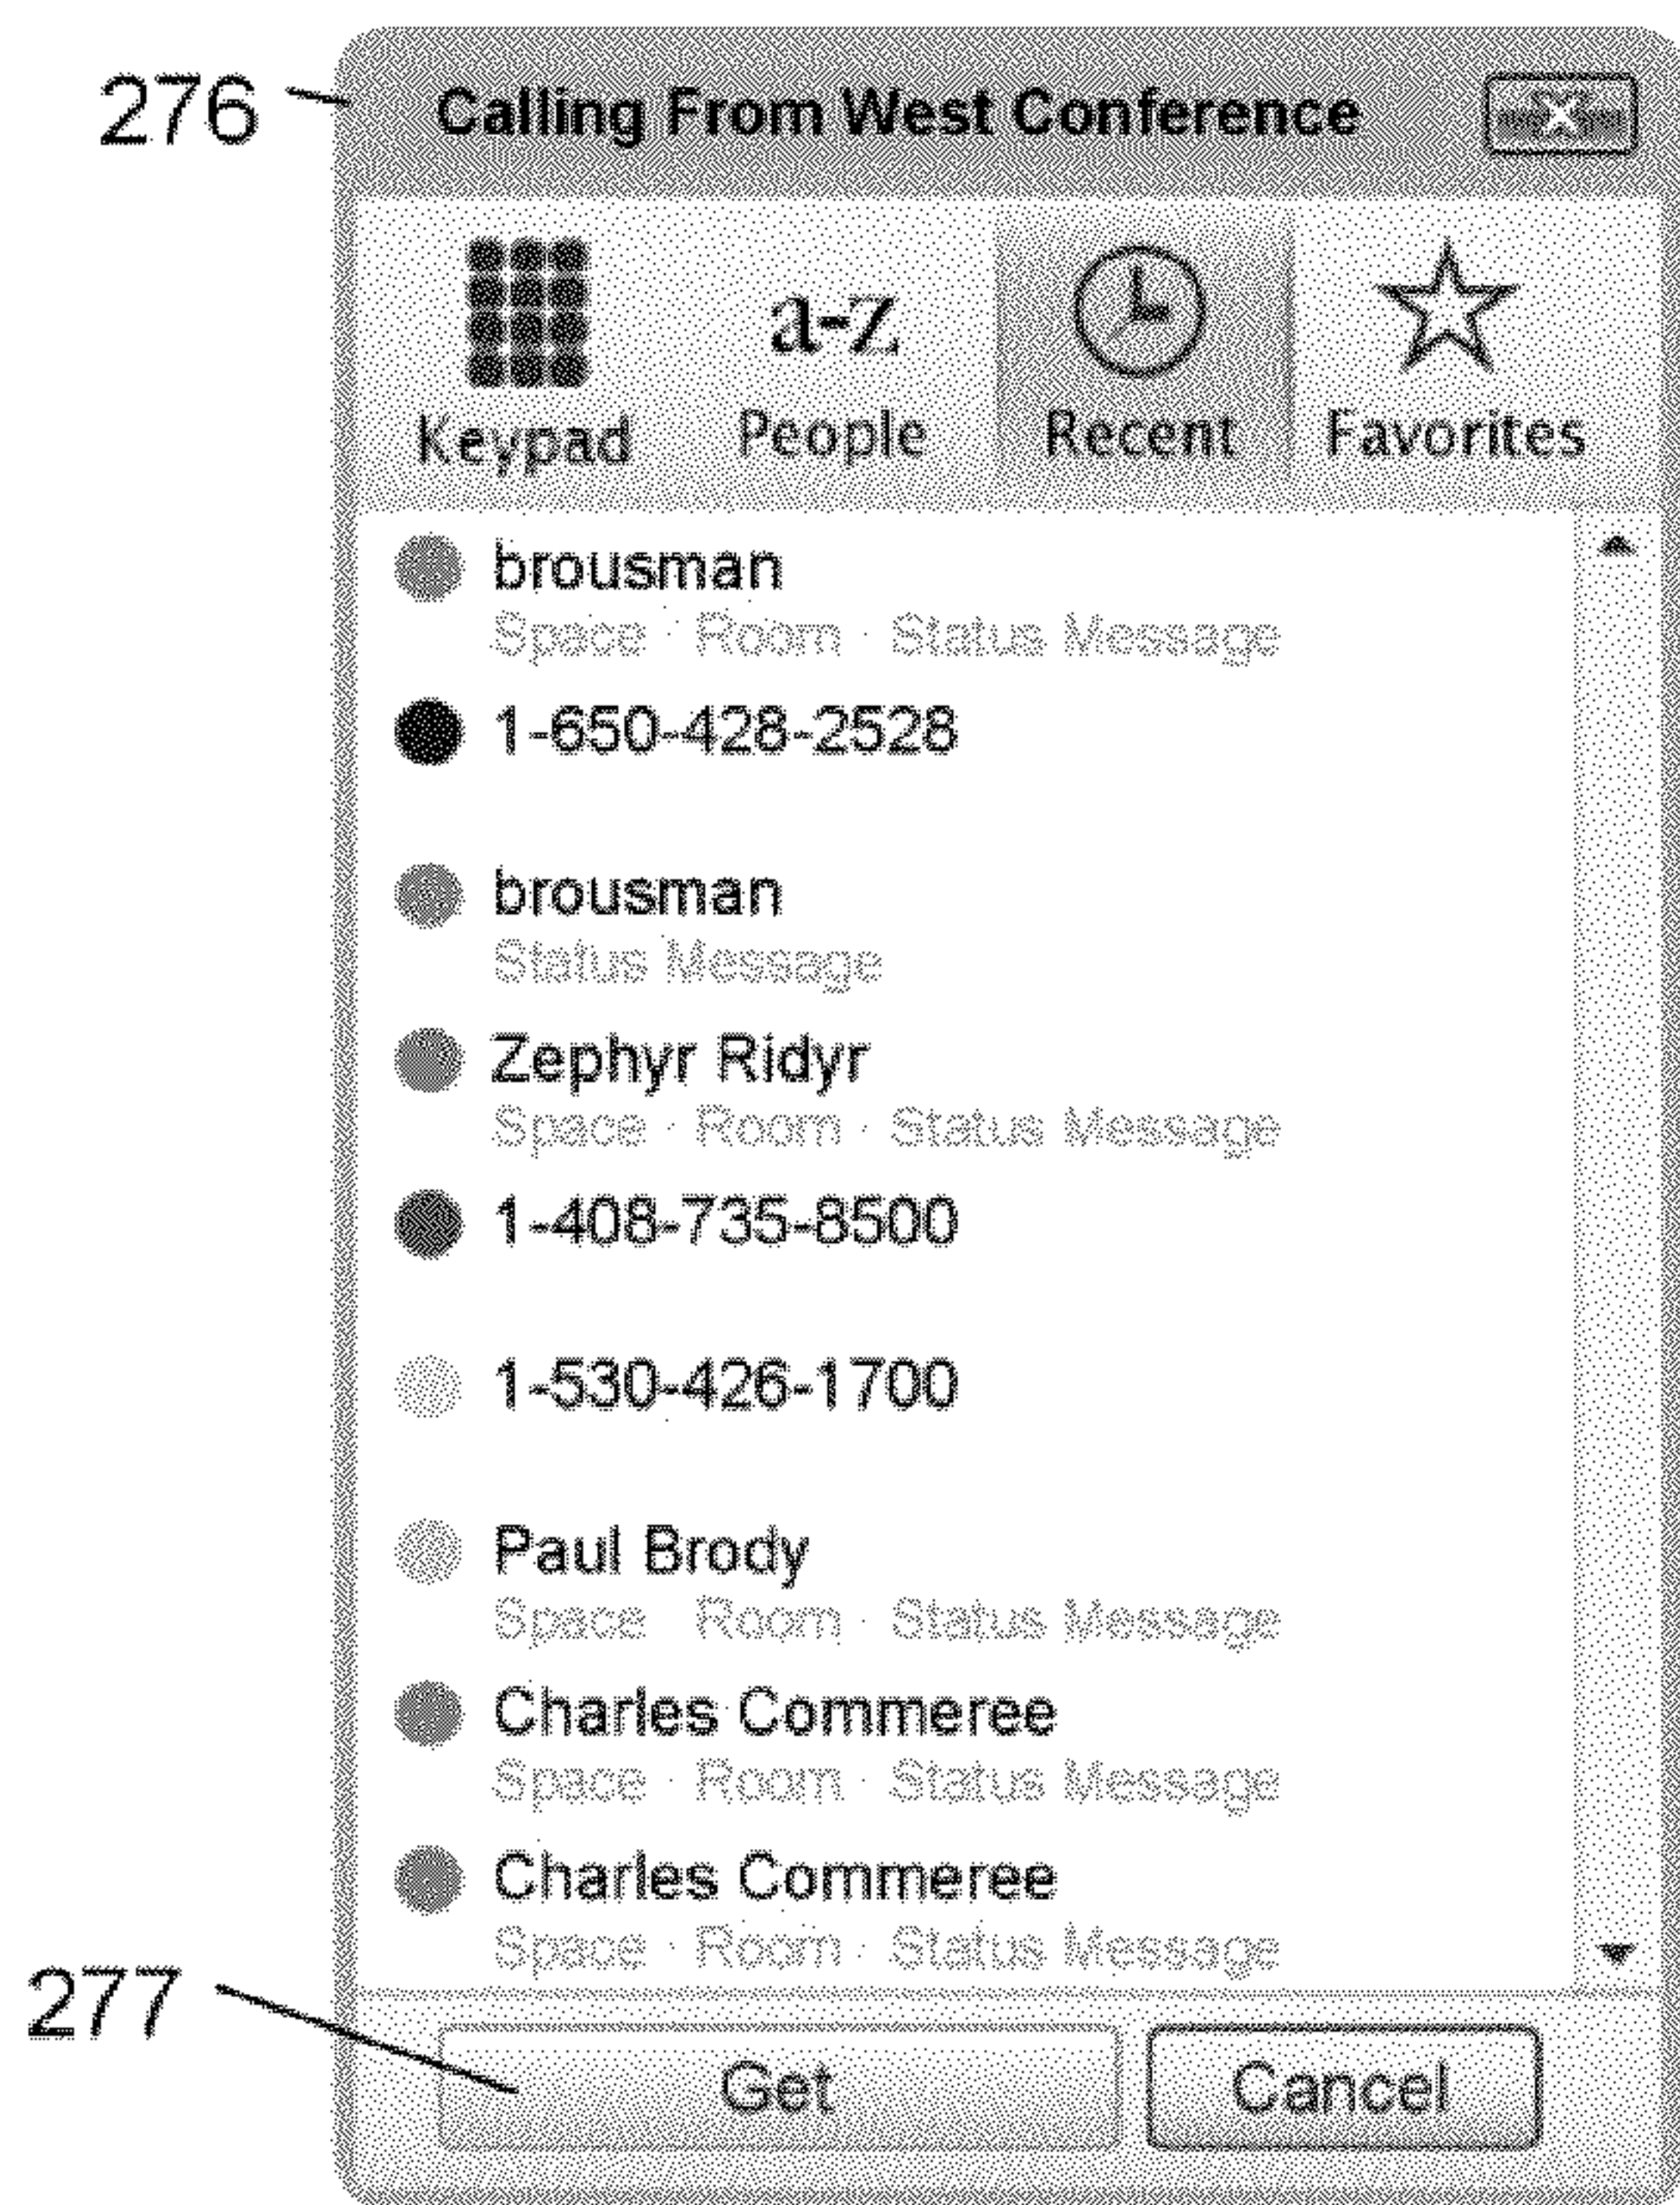 276
Calling From West Conference
X
a-z
Keypad People Recent Favorites
brousman
Space · Room · Status Message
1-650-428-2528
brousman
Status Message
Zephyr Ridyr
Space · Room · Status Message
1-408-735-8500
1-530-426-1700
Paul Brody
Space · Room · Status Message
Charles Commeree
Space · Room · Status Message
Charles Commeree
Space · Room · Status Message
277
Get Cancel